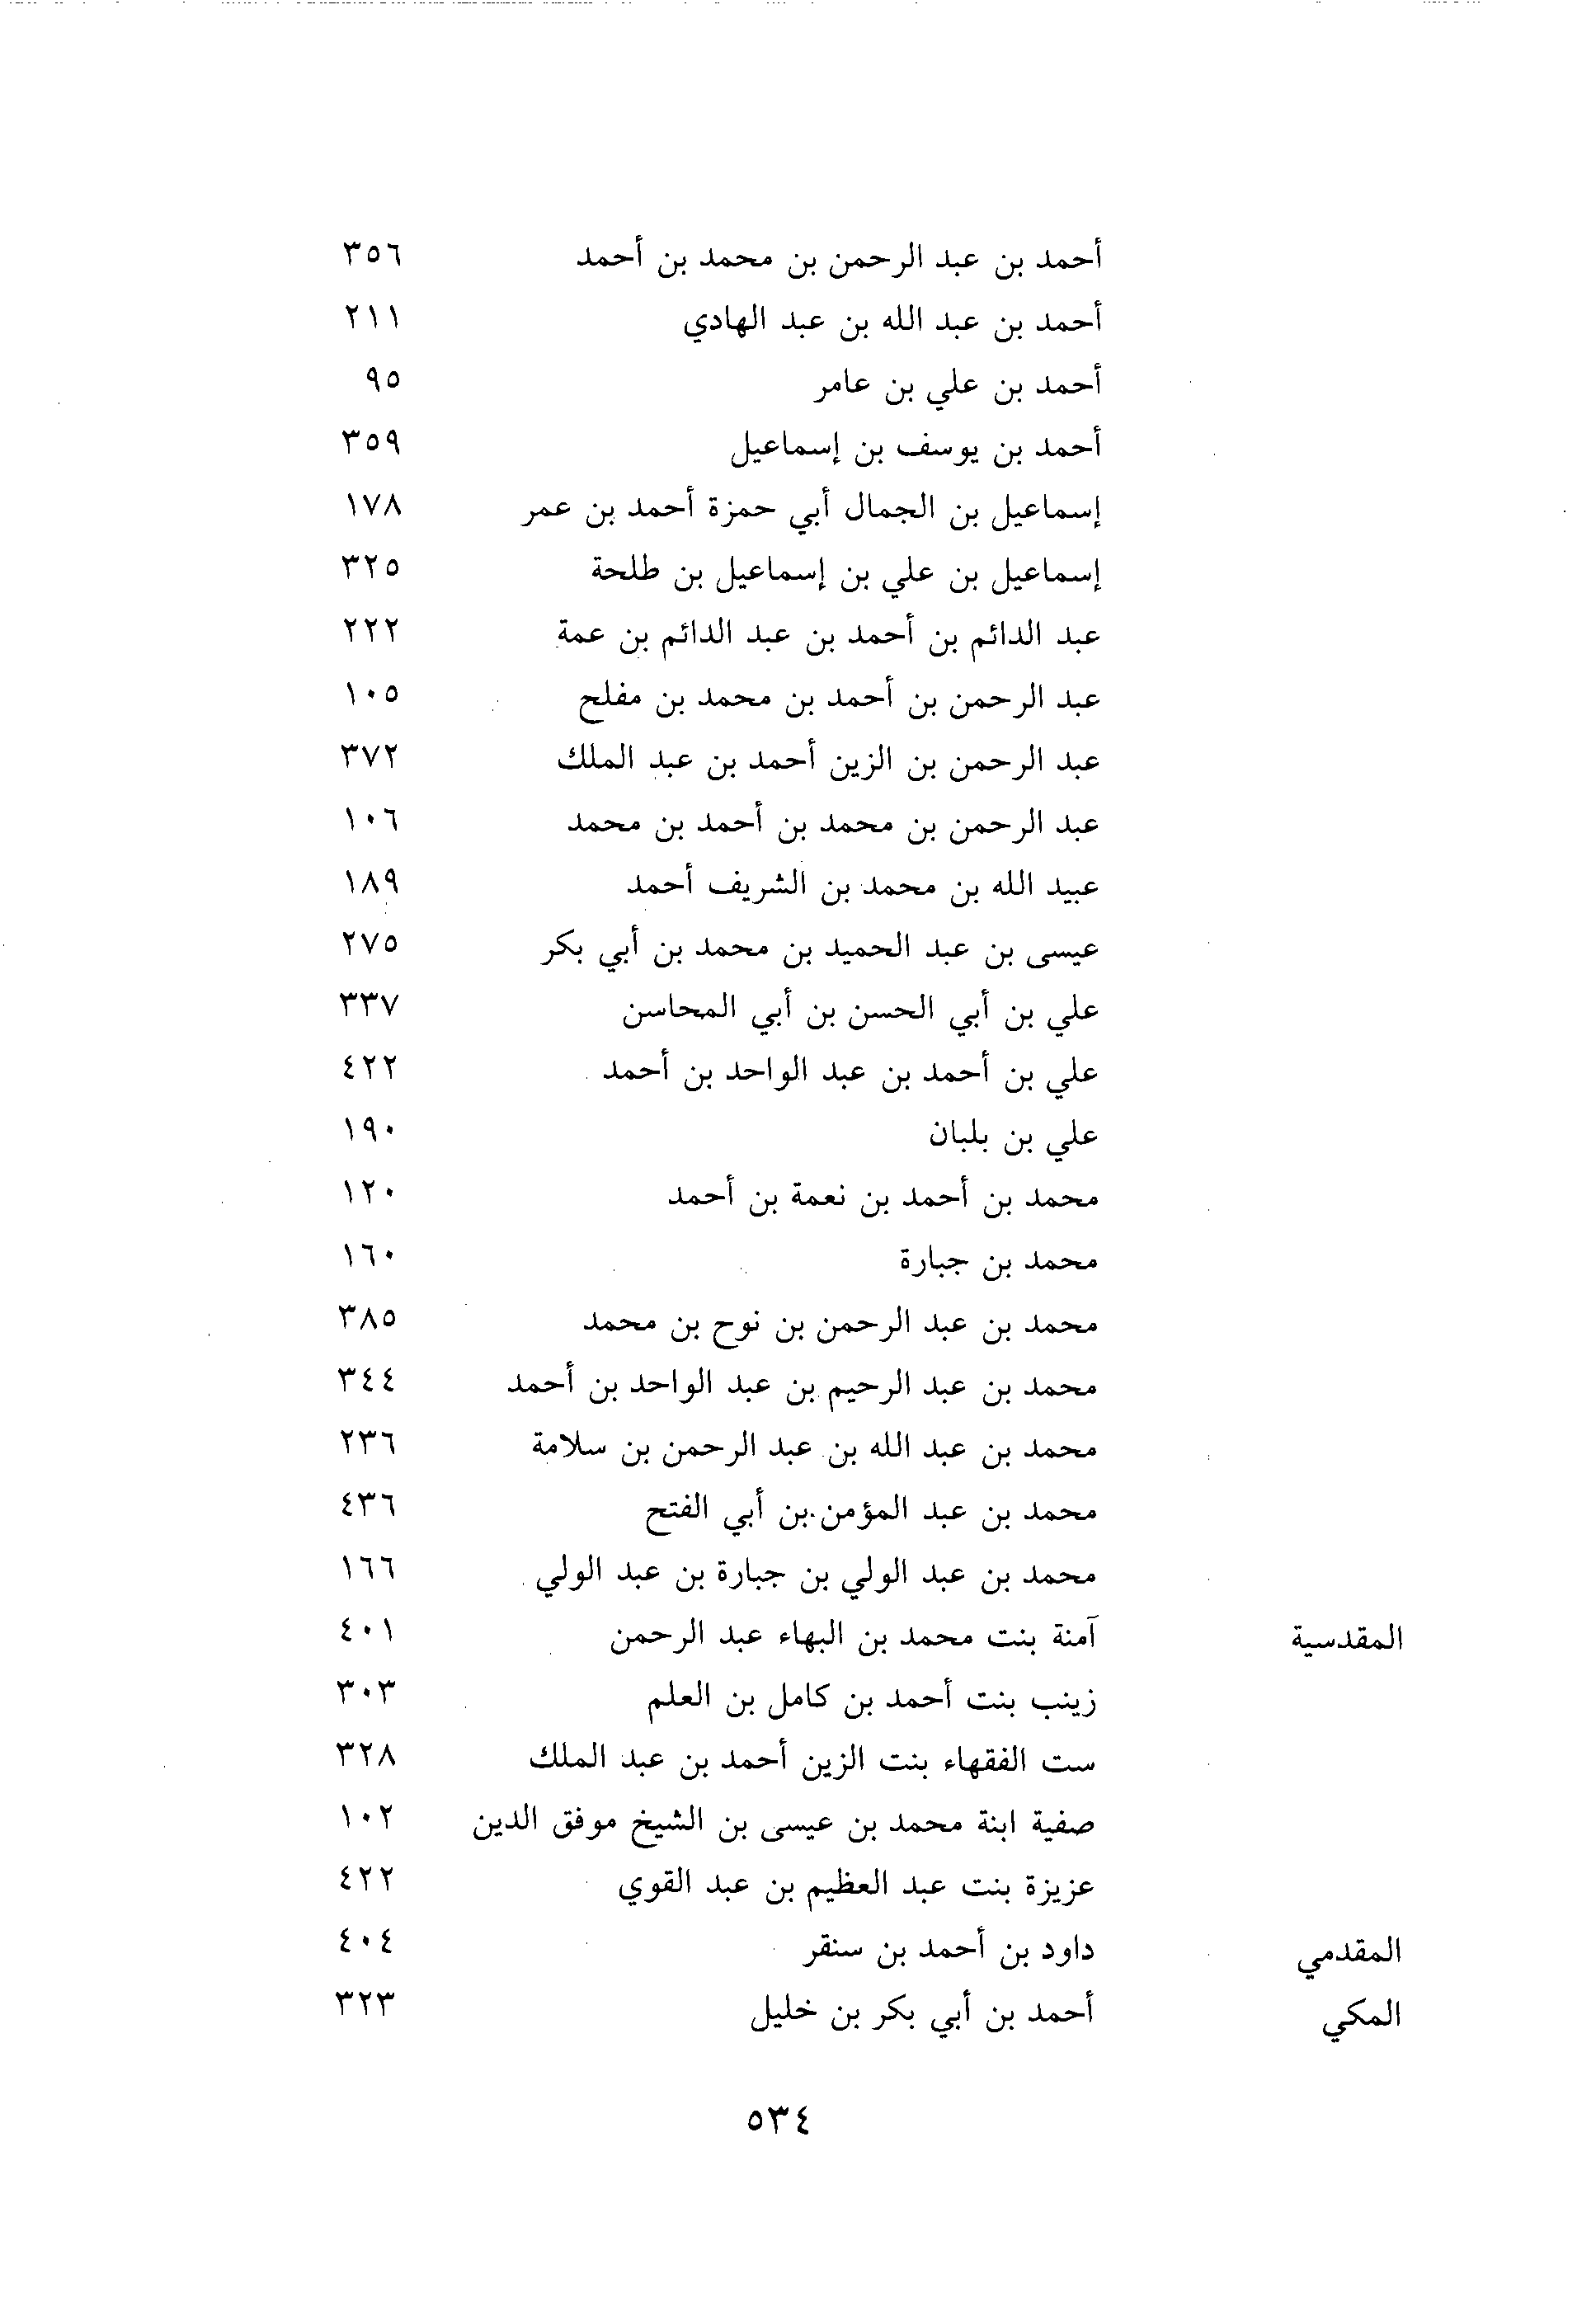 أحمد بن عبد الرحمن بن محمد بن أحمد ٣٥٦
أحمد بن عبد الله بن عبد الهادي ٢١١
أحمد بن علي بن عامر ٩٥
أحمد بن يوسف بن إسماعيل ٣٥٩
إسماعيل بن الجمال أبي حمزة أحمد بن عمر ١٧٨
إسماعيل بن علي بن إسماعيل بن طلحة ٣٢٥
عبد الدائم بن أحمد بن عبد الدائم بن عمة ٢٢٢
عبد الرحمن بن أحمد بن محمد بن مفلح ١٠٥
عبد الرحمن بن الزين أحمد بن عبد الملك ٣٧٢
عبد الرحمن بن محمد بن أحمد بن محمد ١٠٦
عبيد الله بن محمد بن الشريف أحمد ١٨٩
عيسى بن عبد الحميد بن محمد بن أبي بكر ٢٧٥
علي بن أبي الحسن بن أبي المحاسن ٣٣٧
علي بن أحمد بن عبد الواحد بن أحمد ٤٢٢
علي بن بلبان ١٩٠
محمد بن أحمد بن نعمة بن أحمد ١٢٠
محمد بن جبارة ١٦٠
محمد بن عبد الرحمن بن نوح بن محمد ٣٨٥
محمد بن عبد الرحيم بن عبد الواحد بن أحمد ٣٤٤
محمد بن عبد الله بن عبد الرحمن بن سلامة ٢٣٦
محمد بن عبد المؤمن بن أبي الفتح ٤٣٦
محمد بن عبد الولي بن جبارة بن عبد الولي ١٦٦
المقدسية آمنة بنت محمد بن البهاء عبد الرحمن ٤٠١
زينب بنت أحمد بن كامل بن العلم ٣٠٣
ست الفقهاء بنت الزين أحمد بن عبد الملك ٣٢٨
صفية ابنة محمد بن عيسى بن الشيخ موفق الدين ١٠٢
عزيزة بنت عبد العظيم بن عبد القوي ٤٢٢
المقدمي داود بن أحمد بن سنقر ٤٠٤
المكي أحمد بن أبي بكر بن خليل ٣٢٣
٥٣٤